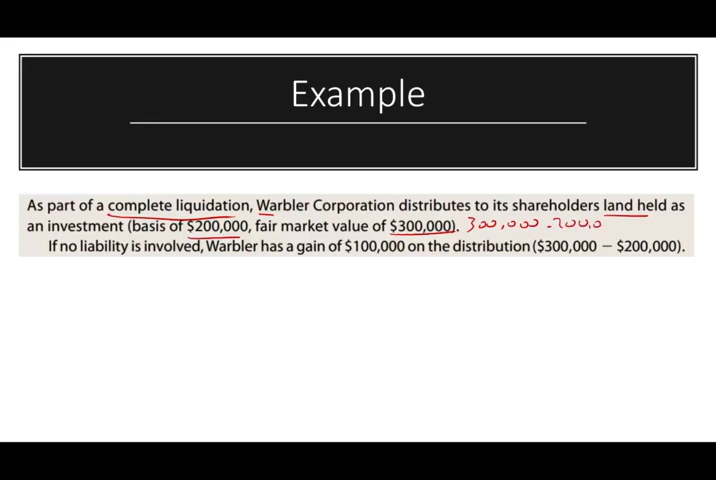 Example
As part of a complete liquidation, Warbler Corporation distributes to its shareholders land held as
an investment (basis of $200,000, fair market value of $300,000). 300,000 - 200,0
If no liability is involved, Warbler has a gain of $100,000 on the distribution ($300,000 − $200,000).